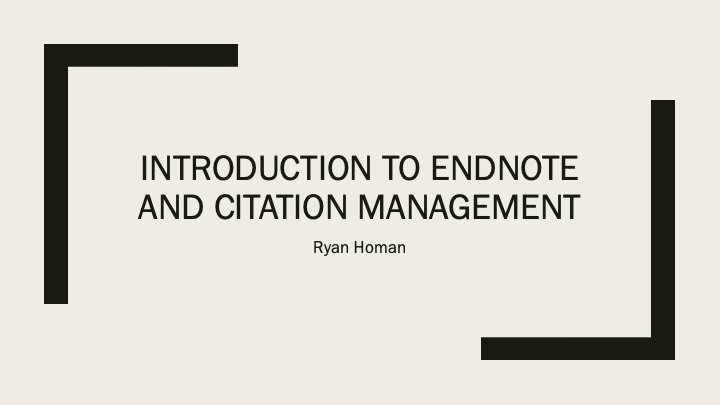 INTRODUCTION TO ENDNOTE
AND CITATION MANAGEMENT
Ryan Homan